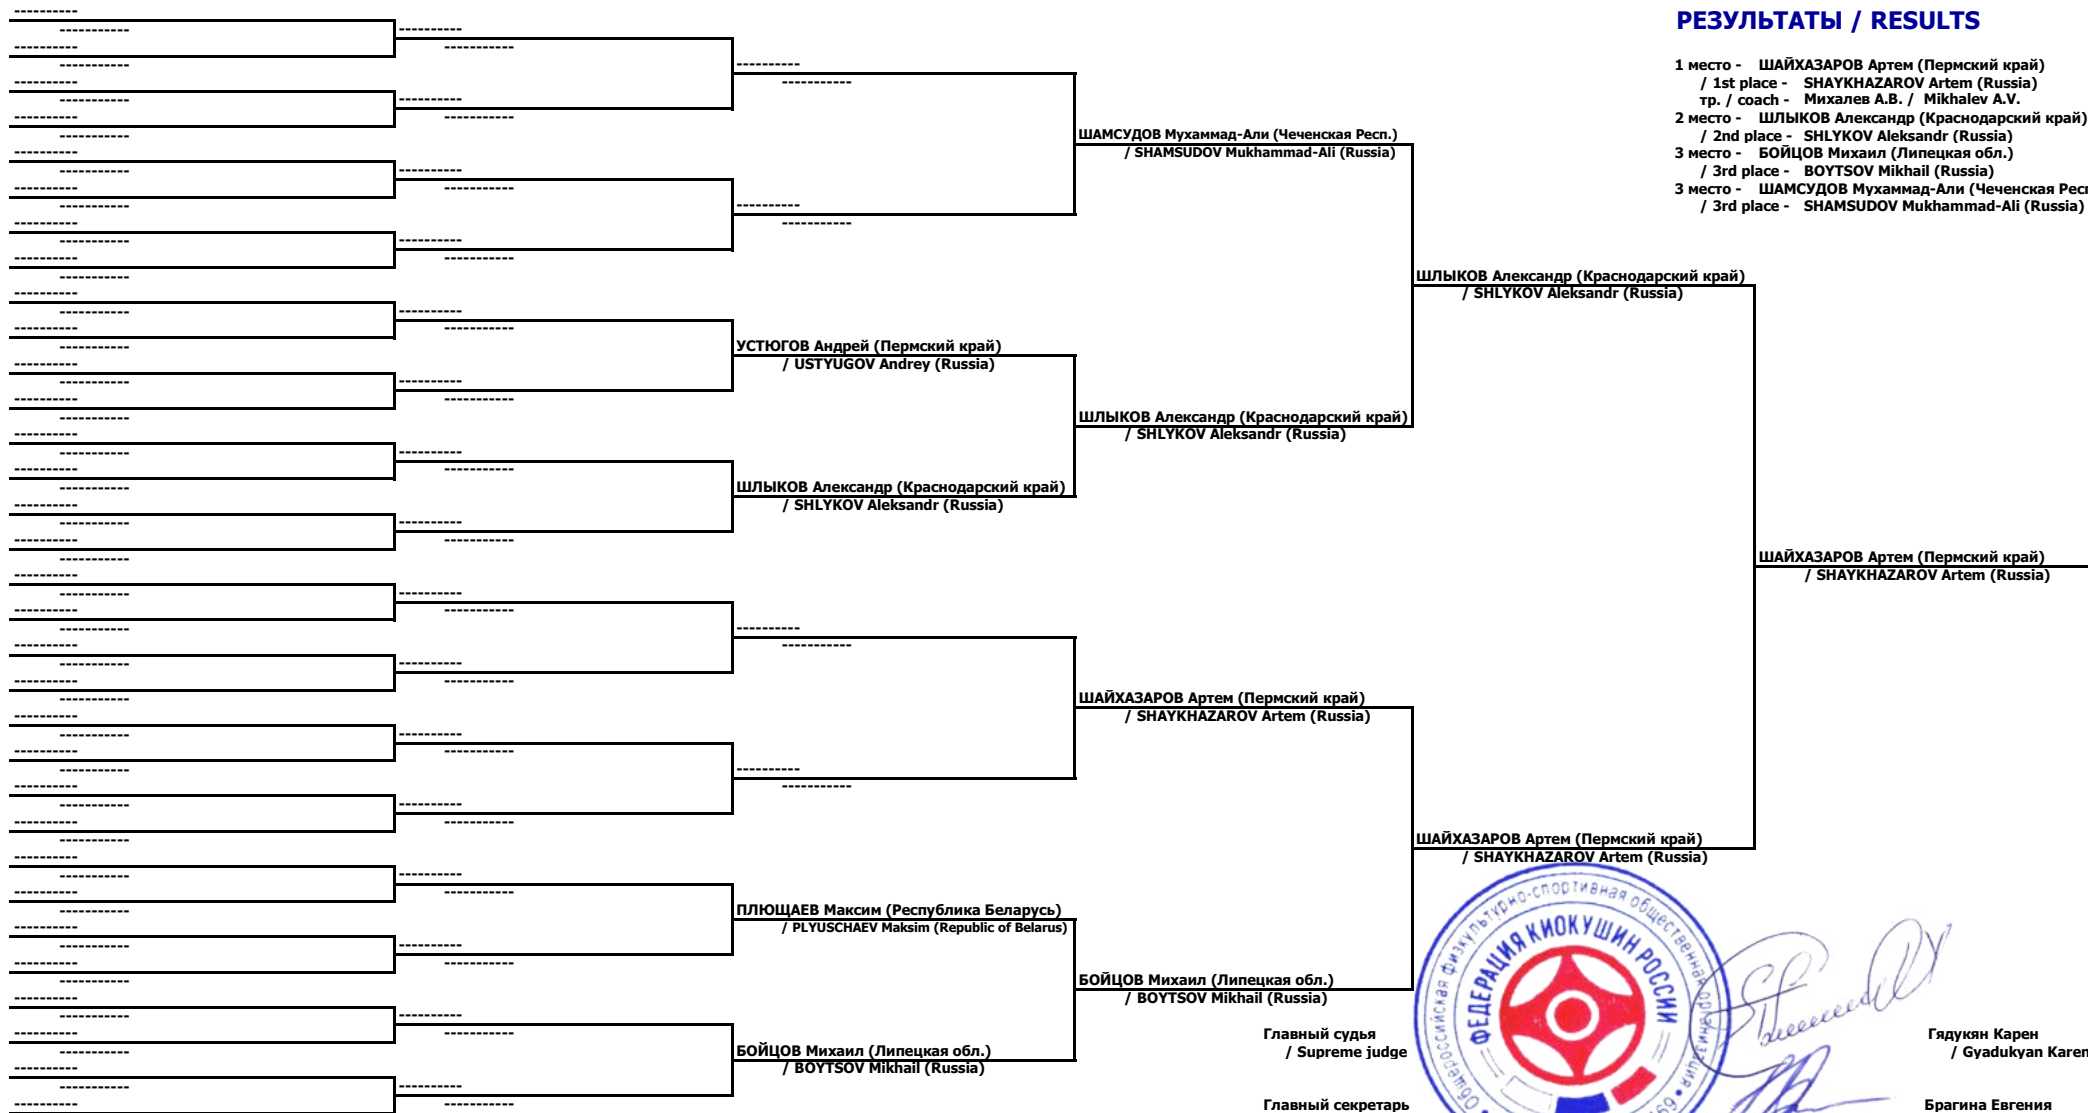 РЕЗУЛЬТАТЫ / RESULTS
1 место - ШАЙХАЗАРОВ Артем (Пермский край)
/ 1st place - SHAYKHAZAROV Artem (Russia)
тр. / coach - Михалев А.В. / Mikhalev A.V.
2 место - ШЛЫКОВ Александр (Краснодарский край)
/ 2nd place - SHLYKOV Aleksandr (Russia)
3 место - БОЙЦОВ Михаил (Липецкая обл.)
/ 3rd place - BOYTSOV Mikhail (Russia)
3 место - ШАМСУДОВ Мухаммад-Али (Чеченская Респ
/ 3rd place - SHAMSUDOV Mukhammad-Ali (Russia)
ШАМСУДОВ Мухаммад-Али (Чеченская Респ.)
/ SHAMSUDOV Mukhammad-Ali (Russia)
ШЛЫКОВ Александр (Краснодарский край)
/ SHLYKOV Aleksandr (Russia)
УСТЮГОВ Андрей (Пермский край)
/ USTYUGOV Andrey (Russia)
ШЛЫКОВ Александр (Краснодарский край)
/ SHLYKOV Aleksandr (Russia)
ШЛЫКОВ Александр (Краснодарский край)
/ SHLYKOV Aleksandr (Russia)
ШАЙХАЗАРОВ Артем (Пермский край)
/ SHAYKHAZAROV Artem (Russia)
ШАЙХАЗАРОВ Артем (Пермский край)
/ SHAYKHAZAROV Artem (Russia)
ШАЙХАЗАРОВ Артем (Пермский край)
/ SHAYKHAZAROV Artem (Russia)
ПЛЮЩАЕВ Максим (Республика Беларусь)
/ PLYUSCHAEV Maksim (Republic of Belarus)
БОЙЦОВ Михаил (Липецкая обл.)
/ BOYTSOV Mikhail (Russia)
БОЙЦОВ Михаил (Липецкая обл.)
/ BOYTSOV Mikhail (Russia)
Общероссийская физкультурно-спортивная общественная организация
ФЕДЕРАЦИЯ КИОКУШИН РОССИИ
Главный судья
/ Supreme judge
Гядукян Карен
/ Gyadukyan Karen
Главный секретарь
Брагина Евгения